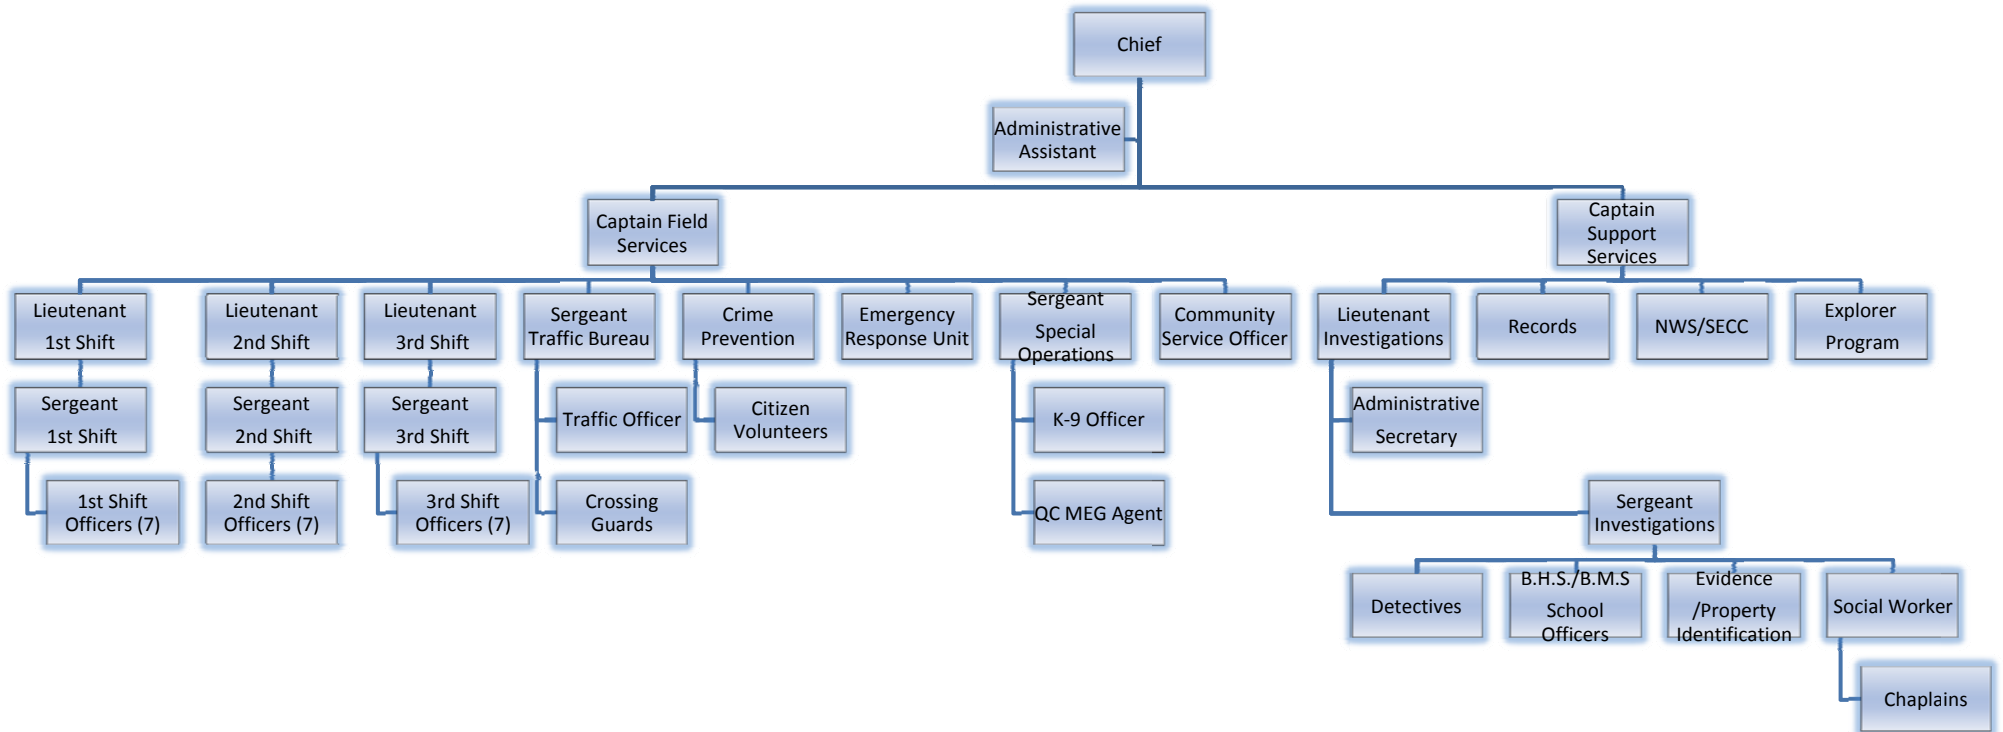 Chief
Administrative
Assistant
Captain Field
Services
Captain
Support
Services
Lieutenant
1st Shift
Lieutenant
2nd Shift
Lieutenant
3rd Shift
Sergeant
Traffic Bureau
Crime
Prevention
Emergency
Response Unit
Sergeant
Special
Operations
Community
Service Officer
Lieutenant
Investigations
Records
NWS/SECC
Explorer
Program
Sergeant
1st Shift
Sergeant
2nd Shift
Sergeant
3rd Shift
Traffic Officer
Citizen
Volunteers
K-9 Officer
Administrative
Secretary
1st Shift
Officers (7)
2nd Shift
Officers (7)
3rd Shift
Officers (7)
Crossing
Guards
QC MEG Agent
Sergeant
Investigations
Detectives
B.H.S./B.M.S
School
Officers
Evidence
/Property
Identification
Social Worker
Chaplains